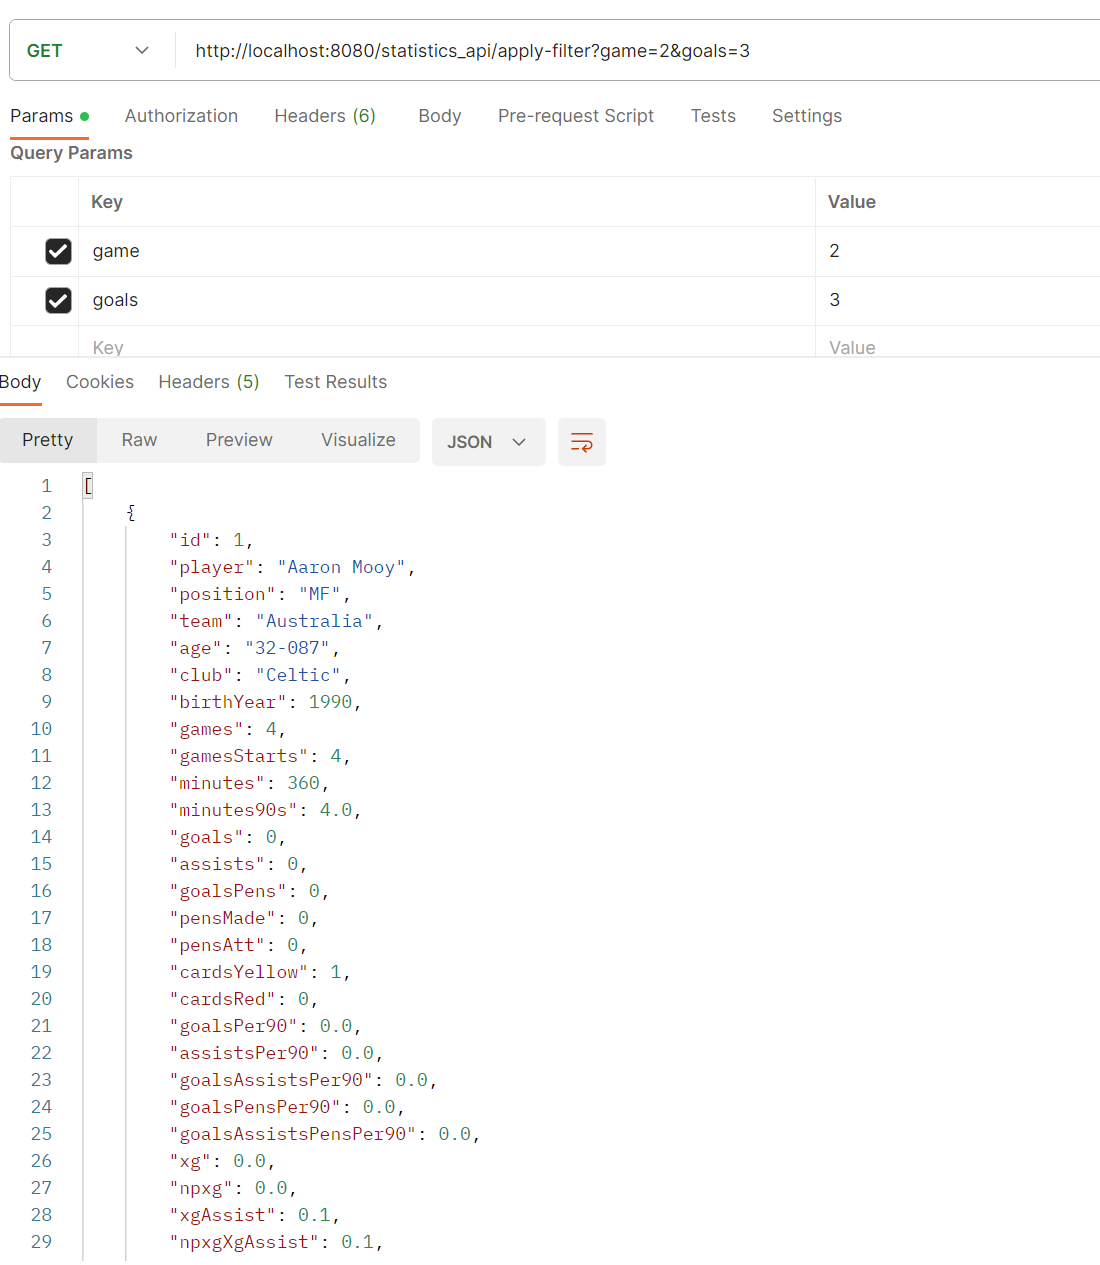 GET http://localhost:8080/statistics_api/apply-filter?game=2&goals=3
Params Authorization Headers (6) Body Pre-request Script Tests Settings
Query Params
Key Value
game 2
goals 3
Key Value
Body Cookies Headers (5) Test Results
Pretty Raw Preview Visualize JSON
1 [
2 {
3 "id": 1,
4 "player": "Aaron Mooy",
5 "position": "MF",
6 "team": "Australia",
7 "age": "32-087",
8 "club": "Celtic",
9 "birthYear": 1990,
10 "games": 4,
11 "gamesStarts": 4,
12 "minutes": 360,
13 "minutes90s": 4.0,
14 "goals": 0,
15 "assists": 0,
16 "goalsPens": 0,
17 "pensMade": 0,
18 "pensAtt": 0,
19 "cardsYellow": 1,
20 "cardsRed": 0,
21 "goalsPer90": 0.0,
22 "assistsPer90": 0.0,
23 "goalsAssistsPer90": 0.0,
24 "goalsPensPer90": 0.0,
25 "goalsAssistsPensPer90": 0.0,
26 "xg": 0.0,
27 "npxg": 0.0,
28 "xgAssist": 0.1,
29 "npxgXgAssist": 0.1,